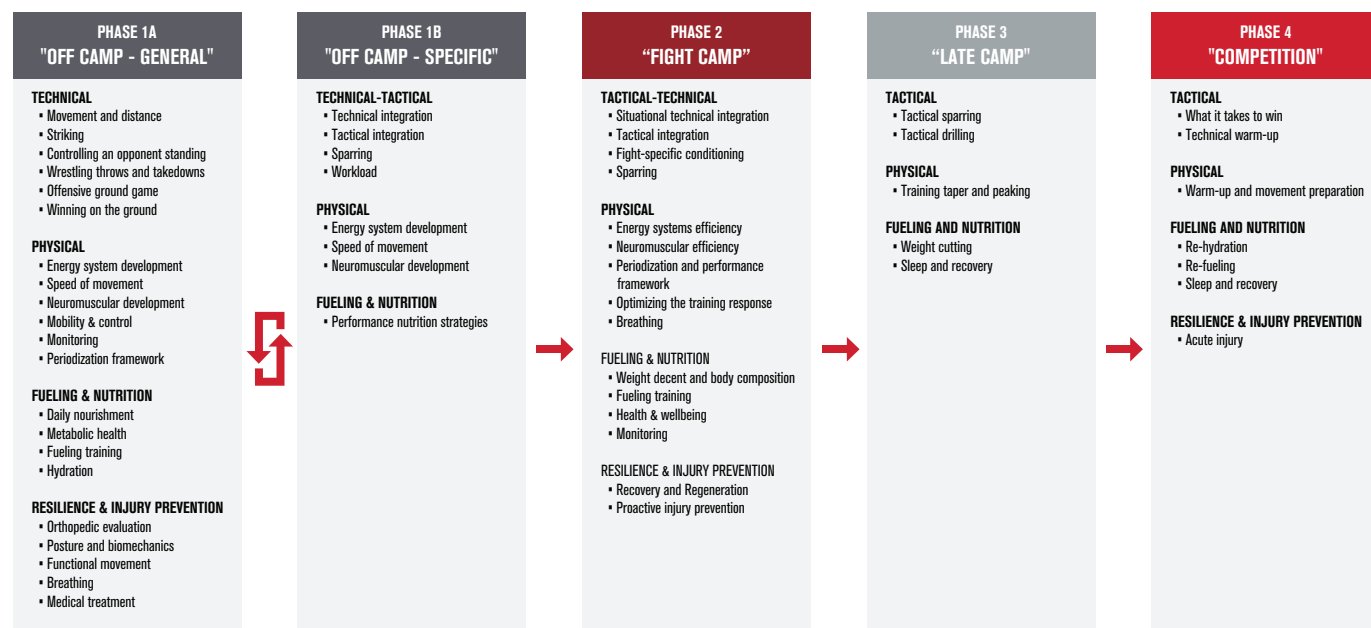 PHASE 1A
"OFF CAMP - GENERAL"
TECHNICAL
▪ Movement and distance
▪ Striking
▪ Controlling an opponent standing
▪ Wrestling throws and takedowns
▪ Offensive ground game
▪ Winning on the ground
PHYSICAL
▪ Energy system development
▪ Speed of movement
▪ Neuromuscular development
▪ Mobility & control
▪ Monitoring
▪ Periodization framework
FUELING & NUTRITION
▪ Daily nourishment
▪ Metabolic health
▪ Fueling training
▪ Hydration
RESILIENCE & INJURY PREVENTION
▪ Orthopedic evaluation
▪ Posture and biomechanics
▪ Functional movement
▪ Breathing
▪ Medical treatment
PHASE 1B
"OFF CAMP - SPECIFIC"
TECHNICAL-TACTICAL
▪ Technical integration
▪ Tactical integration
▪ Sparring
▪ Workload
PHYSICAL
▪ Energy system development
▪ Speed of movement
▪ Neuromuscular development
FUELING & NUTRITION
▪ Performance nutrition strategies
PHASE 2
“FIGHT CAMP”
TACTICAL-TECHNICAL
▪ Situational technical integration
▪ Tactical integration
▪ Fight-specific conditioning
▪ Sparring
PHYSICAL
▪ Energy systems efficiency
▪ Neuromuscular efficiency
▪ Periodization and performance
framework
▪ Optimizing the training response
▪ Breathing
FUELING & NUTRITION
▪ Weight decent and body composition
▪ Fueling training
▪ Health & wellbeing
▪ Monitoring
RESILIENCE & INJURY PREVENTION
▪ Recovery and Regeneration
▪ Proactive injury prevention
PHASE 3
“LATE CAMP"
TACTICAL
▪ Tactical sparring
▪ Tactical drilling
PHYSICAL
▪ Training taper and peaking
FUELING AND NUTRITION
▪ Weight cutting
▪ Sleep and recovery
PHASE 4
"COMPETITION"
TACTICAL
▪ What it takes to win
▪ Technical warm-up
PHYSICAL
▪ Warm-up and movement preparation
FUELING AND NUTRITION
▪ Re-hydration
▪ Re-fueling
▪ Sleep and recovery
RESILIENCE & INJURY PREVENTION
▪ Acute injury